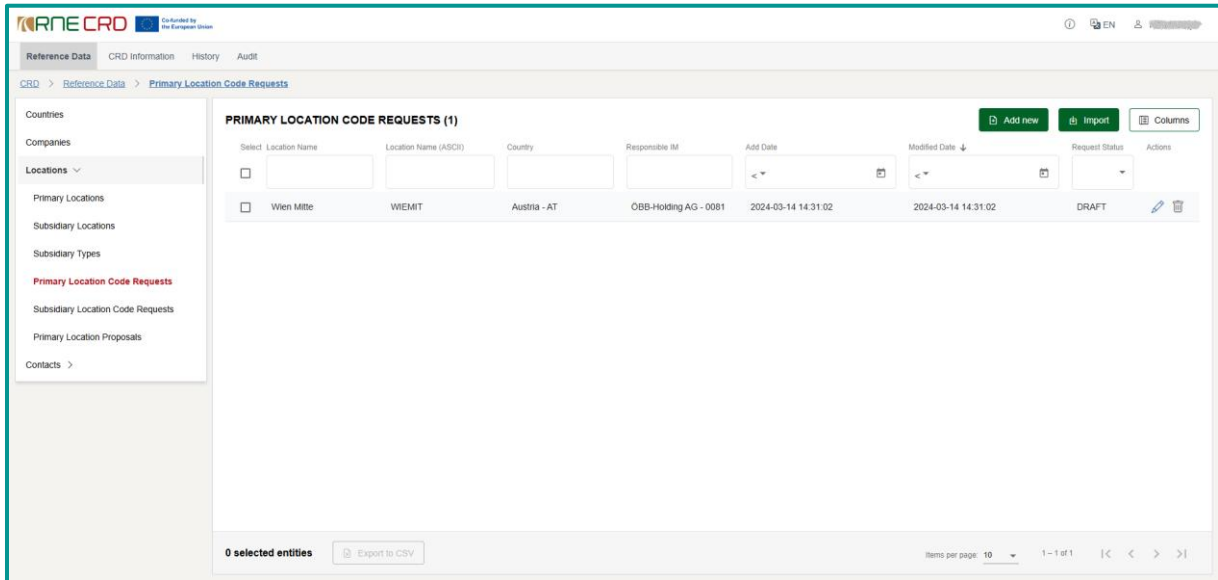 RNE CRD Co-funded by the European Union EN
Reference Data CRD Information History Audit
CRD > Reference Data > Primary Location Code Requests
Countries
Companies
Locations
Primary Locations
Subsidiary Locations
Subsidiary Types
Primary Location Code Requests
Subsidiary Location Code Requests
Primary Location Proposals
Contacts >
PRIMARY LOCATION CODE REQUESTS (1) Add new Import Columns
Select Location Name Location Name (ASCII) Country Responsible IM Add Date Modified Date ↓ Request Status Actions
< <
Wien Mitte WIEMIT Austria - AT ÖBB-Holding AG - 0081 2024-03-14 14:31:02 2024-03-14 14:31:02 DRAFT
0 selected entities Export to CSV Items per page: 10 1 – 1 of 1 |< < > >|